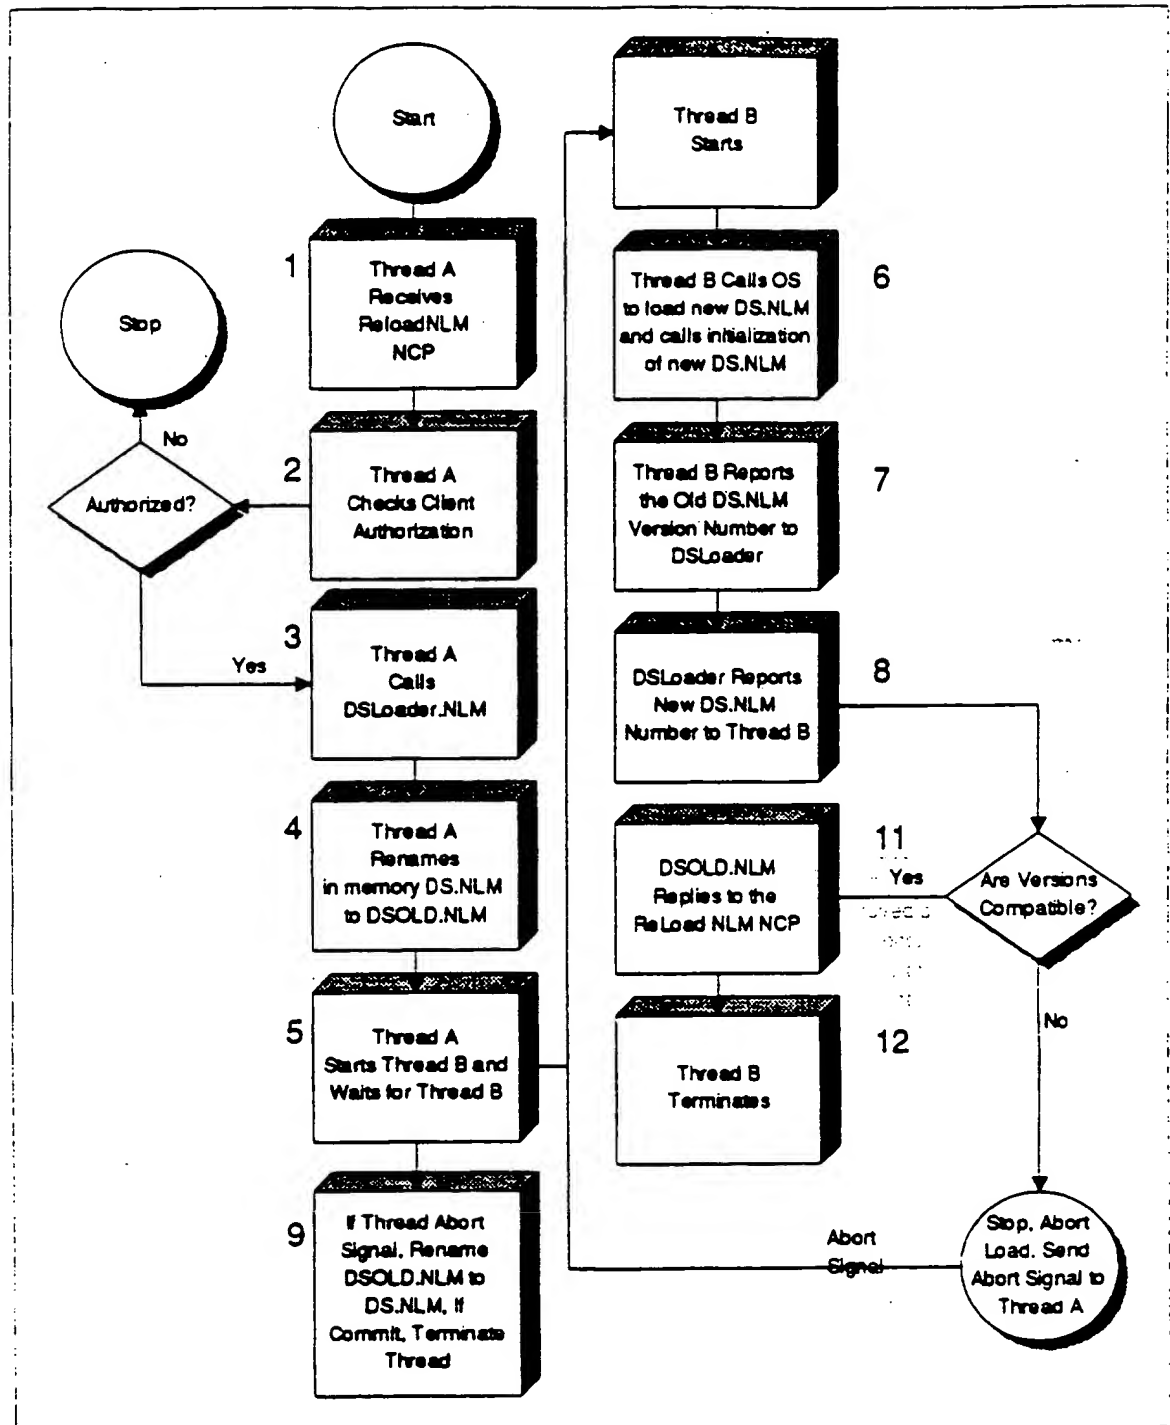 Start
1
Thread A
Receives
ReloadNLM
NCP
Stop
No
Authorized?
2
Thread A
Checks Client
Authorization
Yes
3
Thread A
Calls
DSLoader.NLM
4
Thread A
Renames
in memory DS.NLM
to DSOLD.NLM
5
Thread A
Starts Thread B and
Waits for Thread B
9
If Thread Abort
Signal, Rename
DSOLD.NLM to
DS.NLM, If
Commit, Terminate
Thread
Thread B
Starts
6
Thread B Calls OS
to load new DS.NLM
and calls initialization
of new DS.NLM
7
Thread B Reports
the Old DS.NLM
Version Number to
DSLoader
8
DSLoader Reports
New DS.NLM
Number to Thread B
11
Yes
Are Versions
Compatible?
DSOLD.NLM
Replies to the
ReLoad NLM NCP
12
Thread B
Terminates
No
Abort
Signal
Stop, Abort
Load. Send
Abort Signal to
Thread A